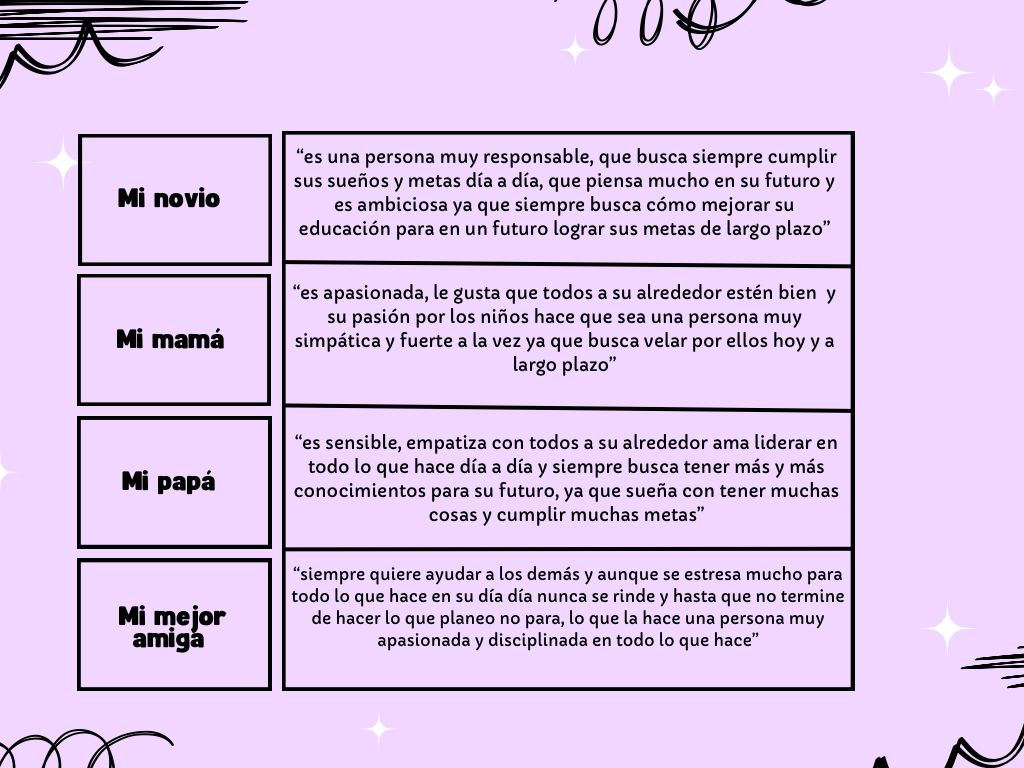 Mi novio
“es una persona muy responsable, que busca siempre cumplir
sus sueños y metas día a día, que piensa mucho en su futuro y
es ambiciosa ya que siempre busca cómo mejorar su
educación para en un futuro lograr sus metas de largo plazo”
Mi mamá
“es apasionada, le gusta que todos a su alrededor estén bien y
su pasión por los niños hace que sea una persona muy
simpática y fuerte a la vez ya que busca velar por ellos hoy y a
largo plazo”
Mi papá
“es sensible, empatiza con todos a su alrededor ama liderar en
todo lo que hace día a día y siempre busca tener más y más
conocimientos para su futuro, ya que sueña con tener muchas
cosas y cumplir muchas metas”
Mi mejor
amiga
“siempre quiere ayudar a los demás y aunque se estresa mucho para
todo lo que hace en su día día nunca se rinde y hasta que no termine
de hacer lo que planeo no para, lo que la hace una persona muy
apasionada y disciplinada en todo lo que hace”